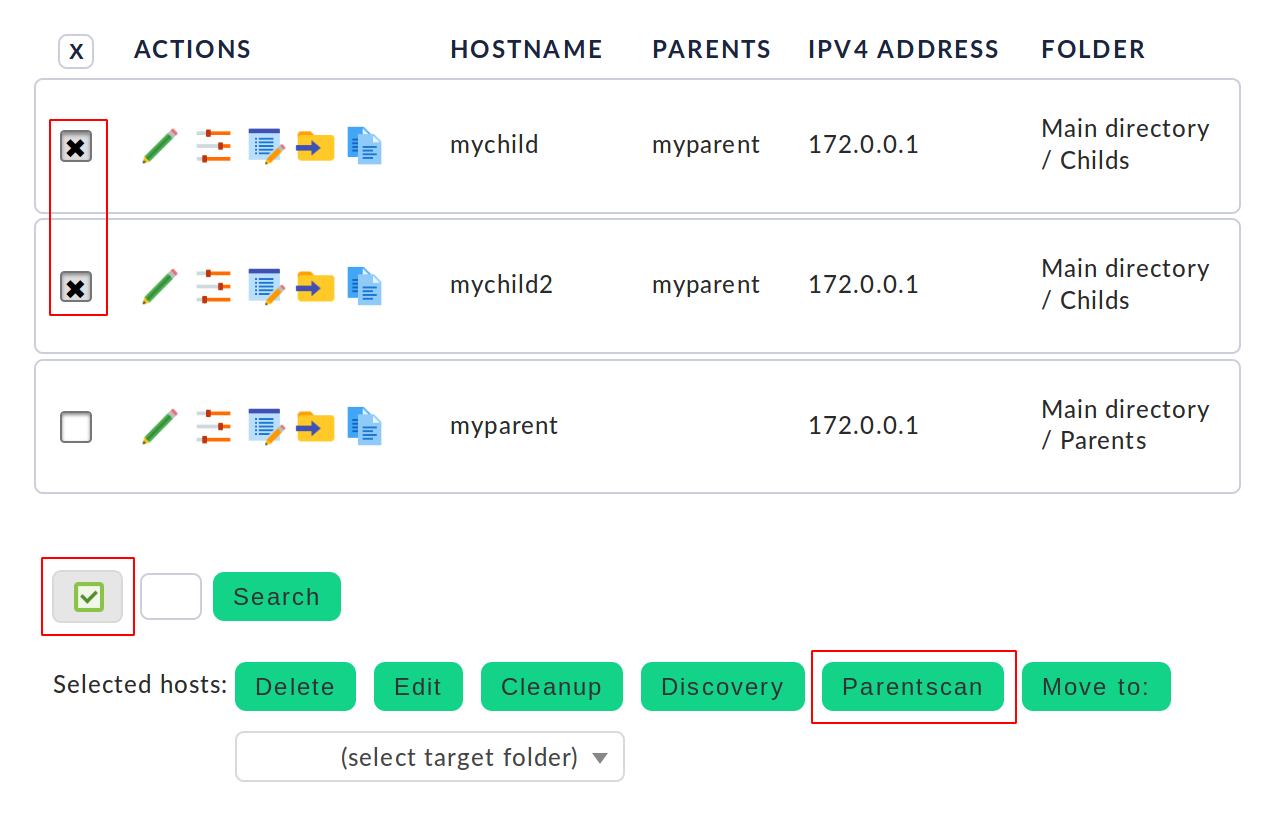 X ACTIONS HOSTNAME PARENTS IPV4 ADDRESS FOLDER
mychild myparent 172.0.0.1 Main directory
/ Childs
mychild2 myparent 172.0.0.1 Main directory
/ Childs
myparent 172.0.0.1 Main directory
/ Parents
Search
Selected hosts: Delete Edit Cleanup Discovery Parentscan Move to:
(select target folder)